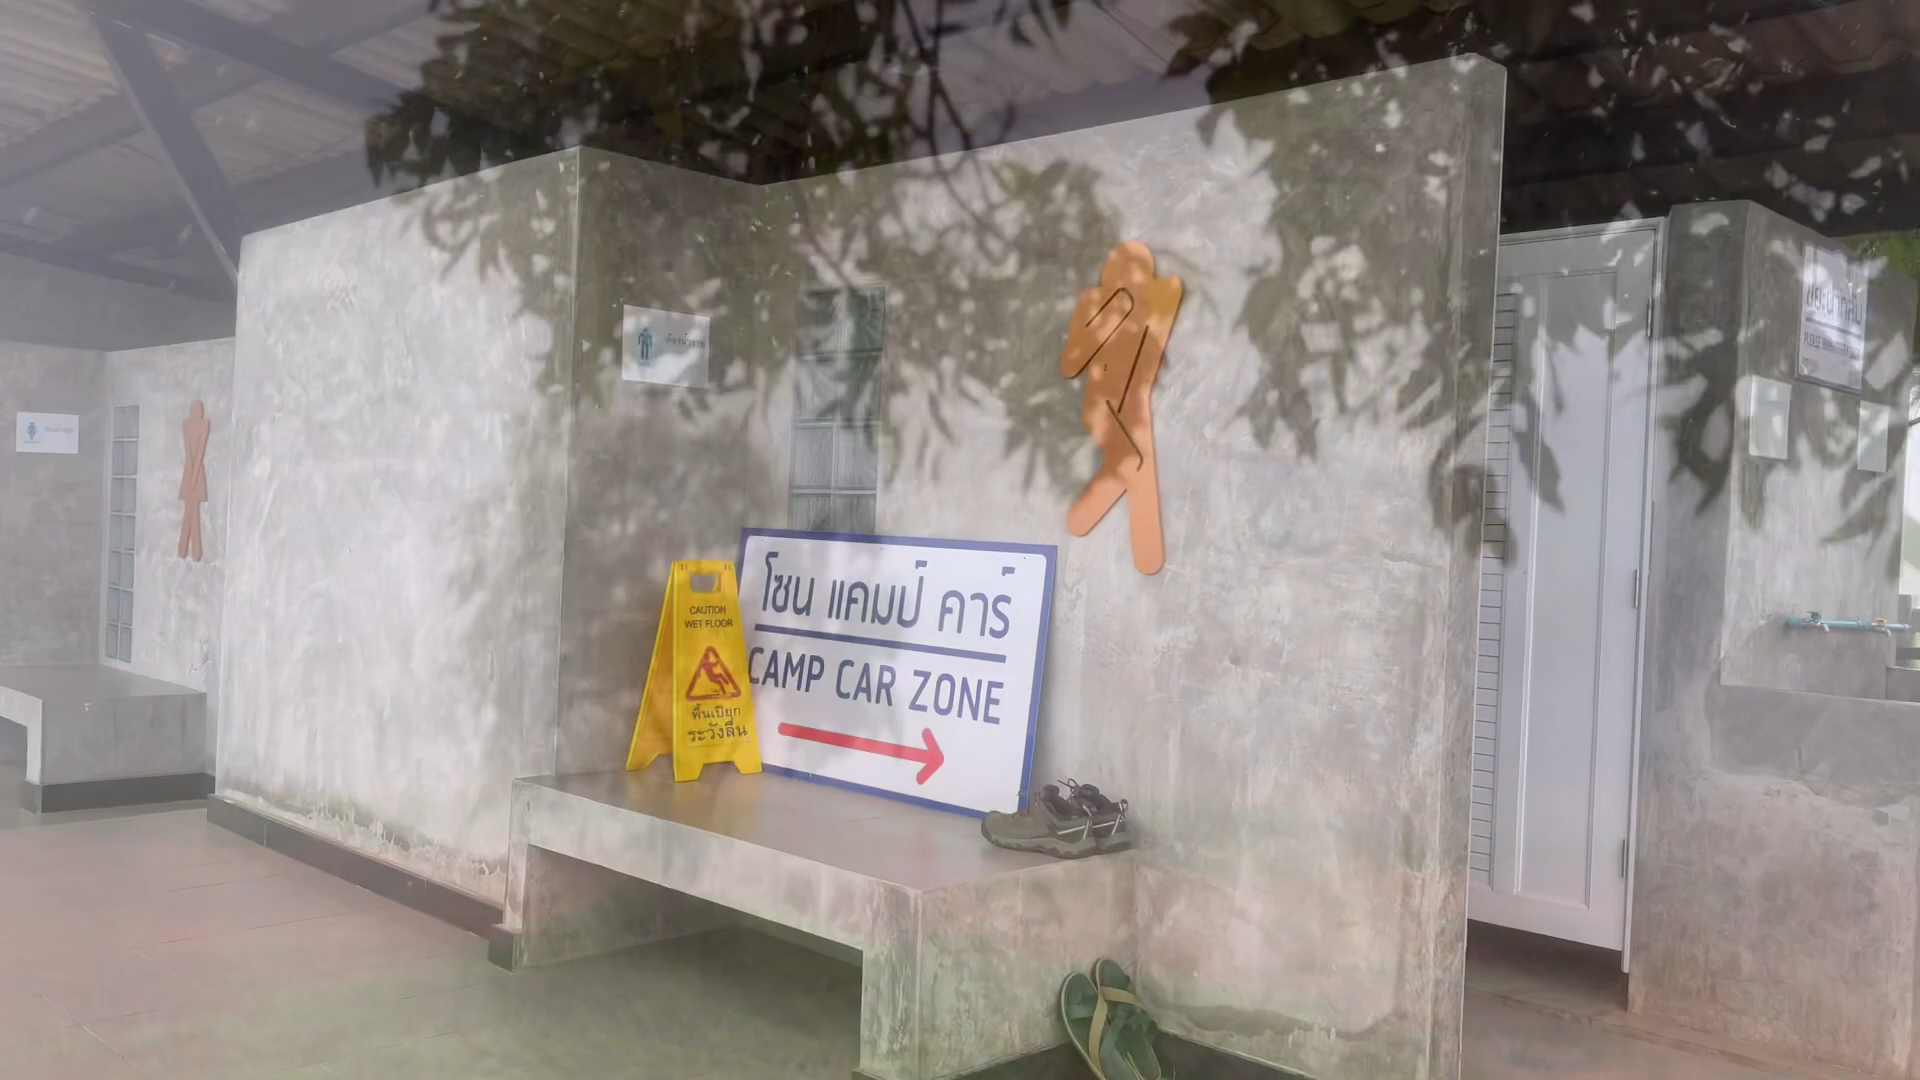 โซน แคมป์ คาร์
CAMP CAR ZONE
CAUTION
WET FLOOR
พื้นเปียก
ระวังลื่น
PLEASE